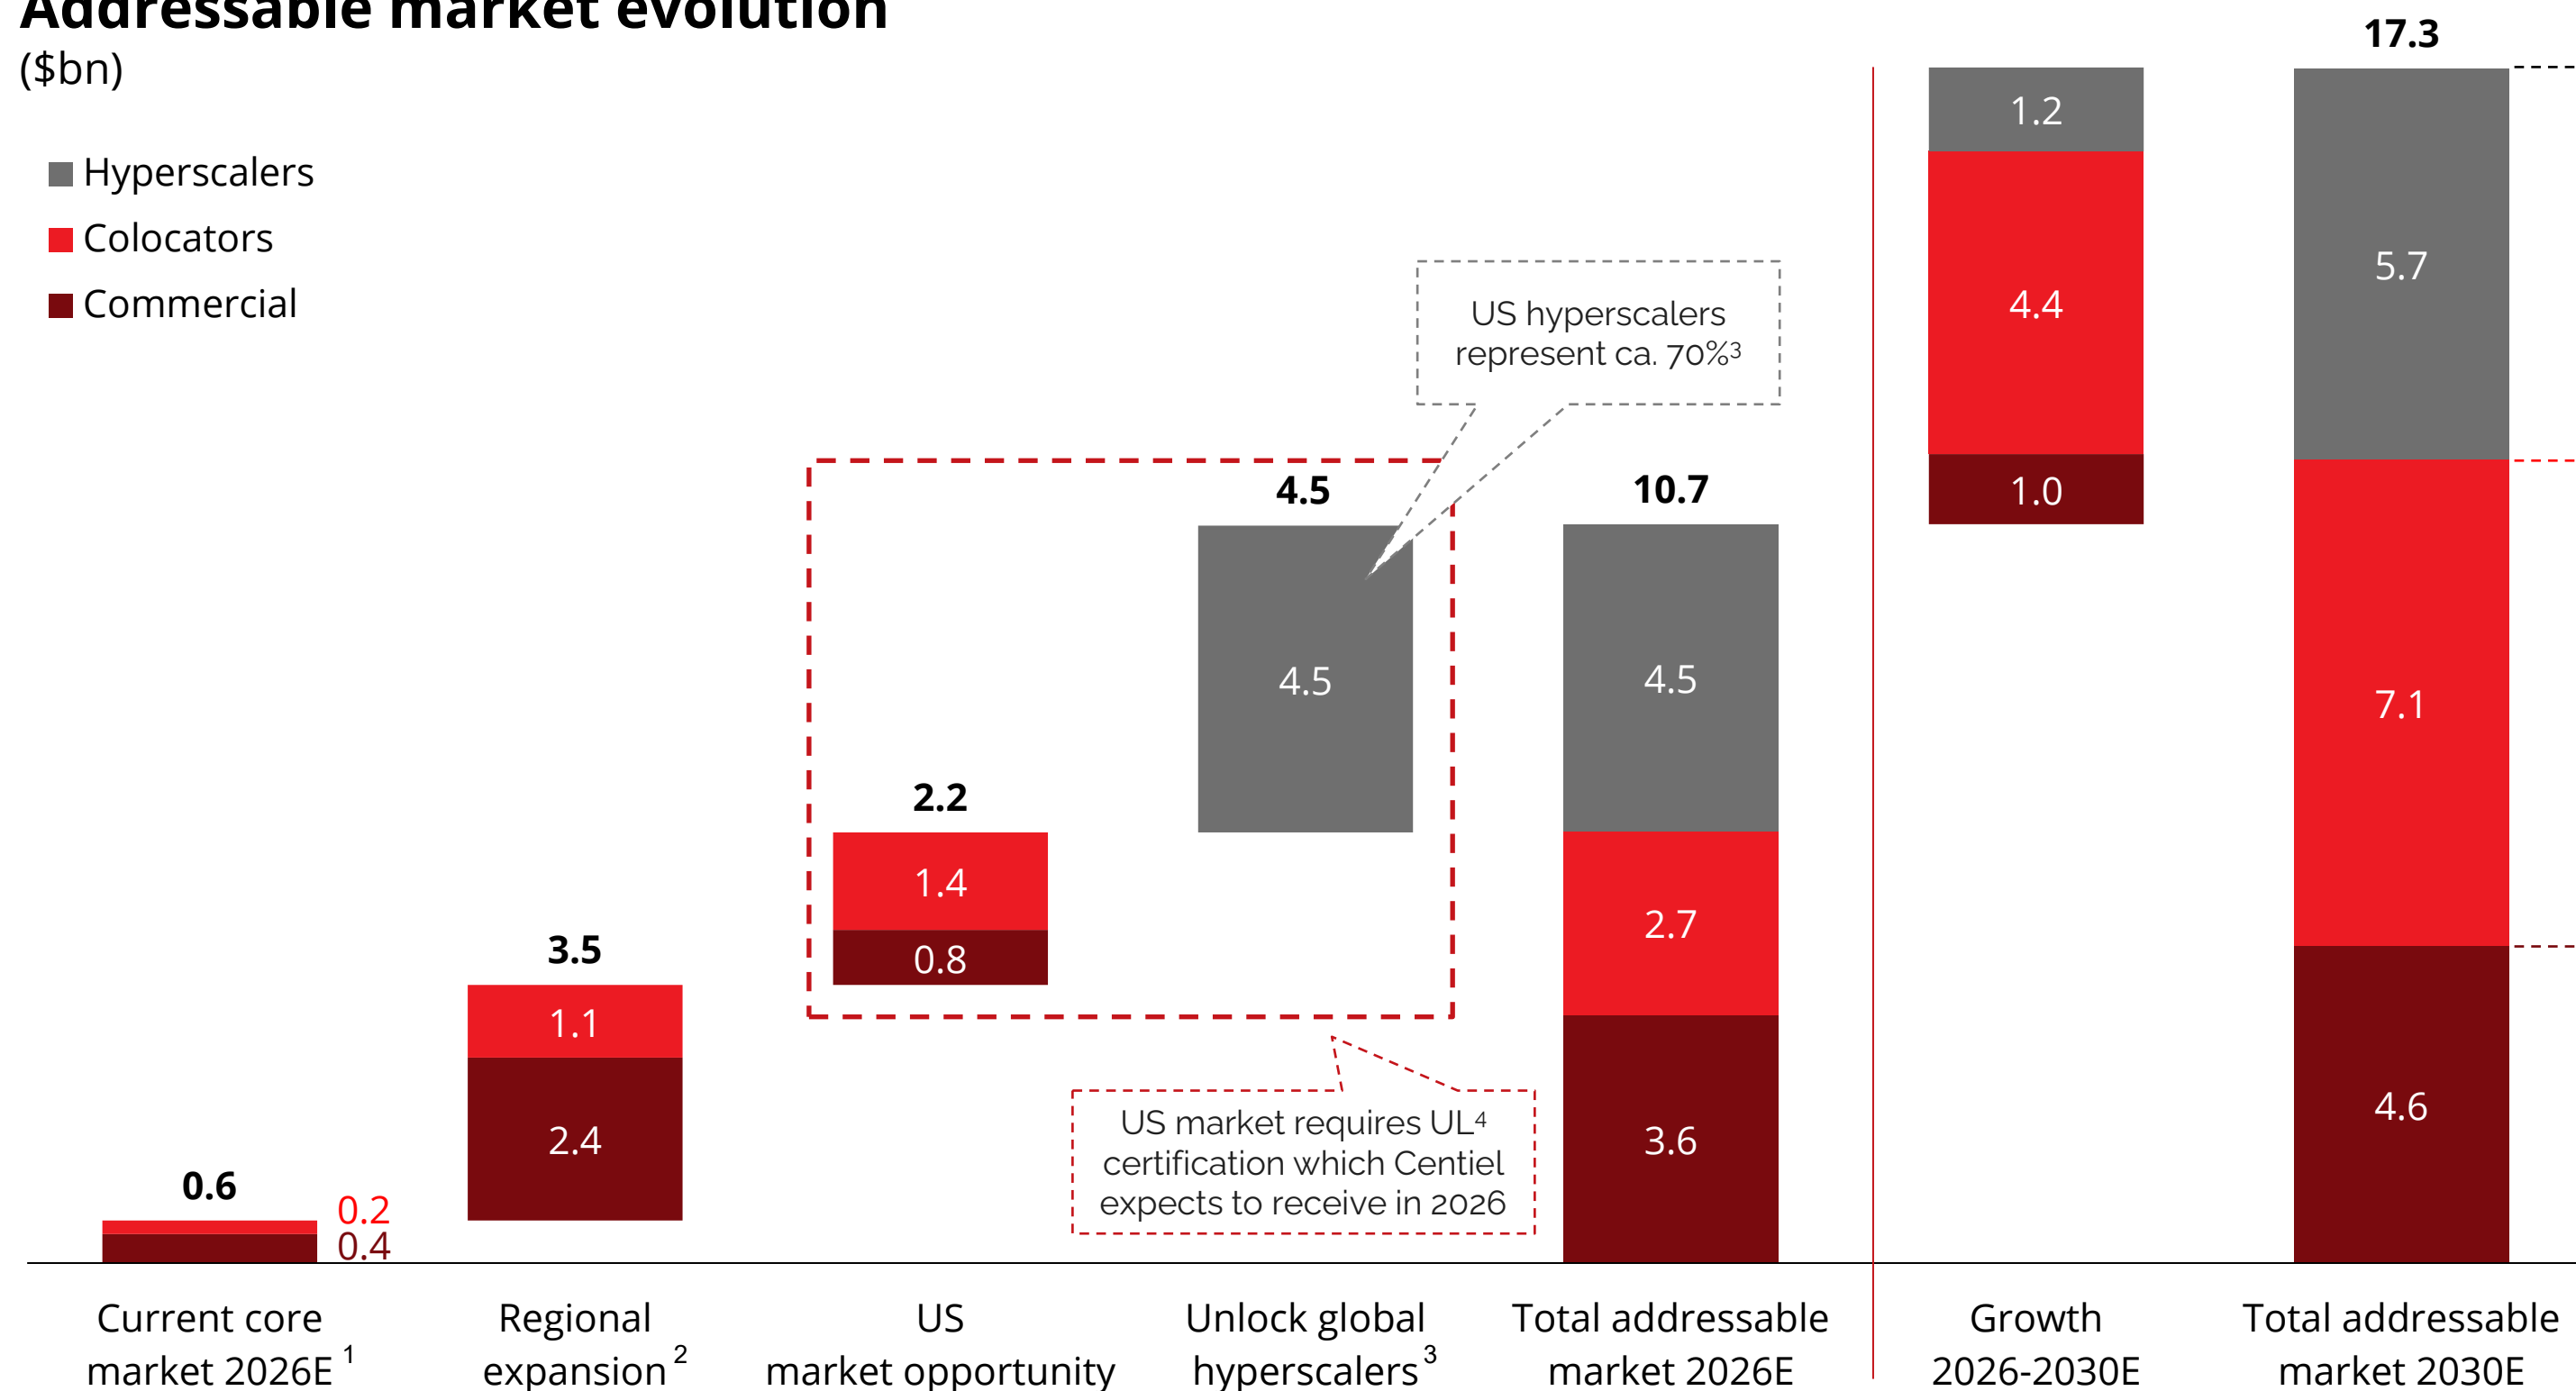 Addressable market evolution
($bn)
Hyperscalers
Colocators
Commercial
0.6
0.2
0.4
3.5
1.1
2.4
2.2
1.4
0.8
4.5
4.5
US hyperscalers
represent ca. 70%³
US market requires UL⁴
certification which Centiel
expects to receive in 2026
10.7
4.5
2.7
3.6
1.2
4.4
1.0
17.3
5.7
7.1
4.6
Current core
market 2026E ¹
Regional
expansion ²
US
market opportunity
Unlock global
hyperscalers ³
Total addressable
market 2026E
Growth
2026-2030E
Total addressable
market 2030E